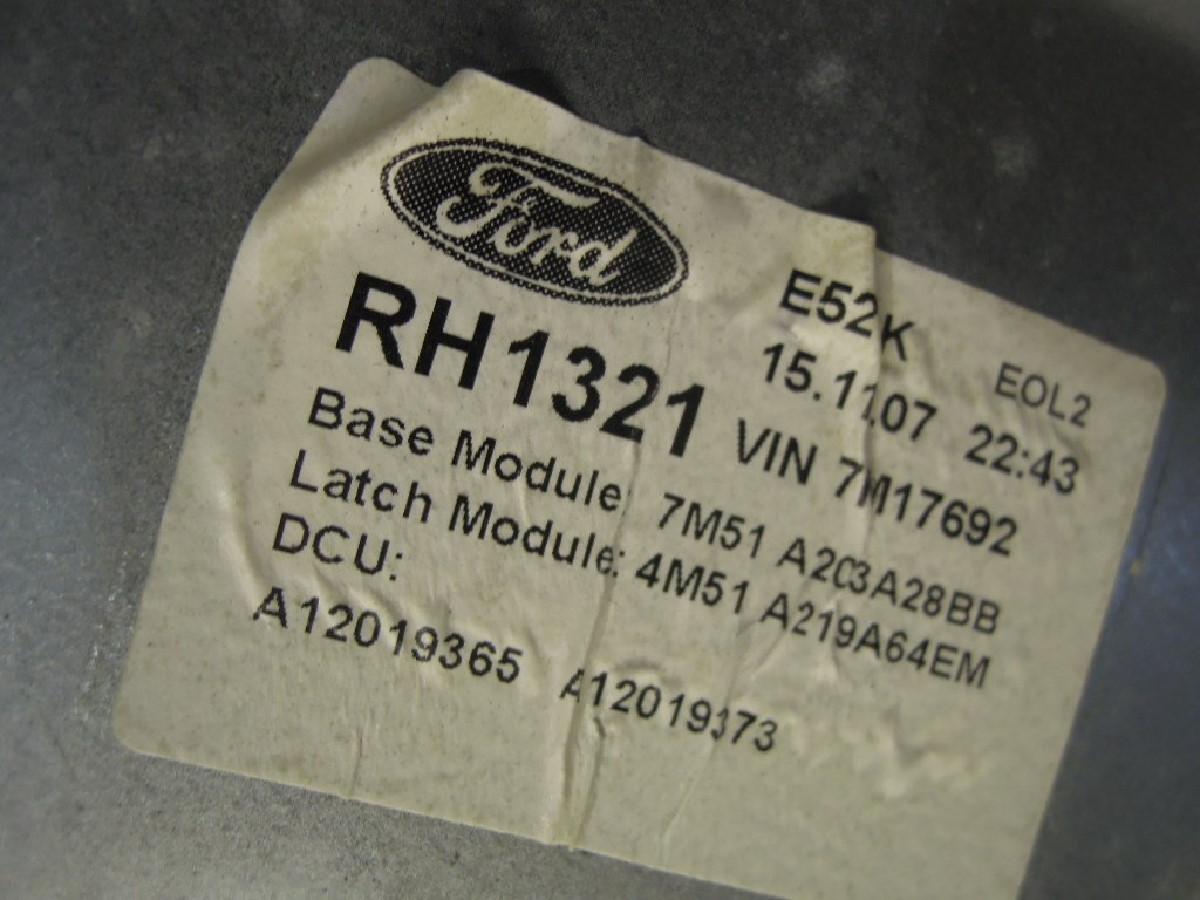 Ford
E52K EOL2
RH1321 15.11.07 22:43
VIN 7M17692
Base Module: 7M51 A203A28BB
Latch Module: 4M51 A219A64EM
DCU:
A12019365 A12019373